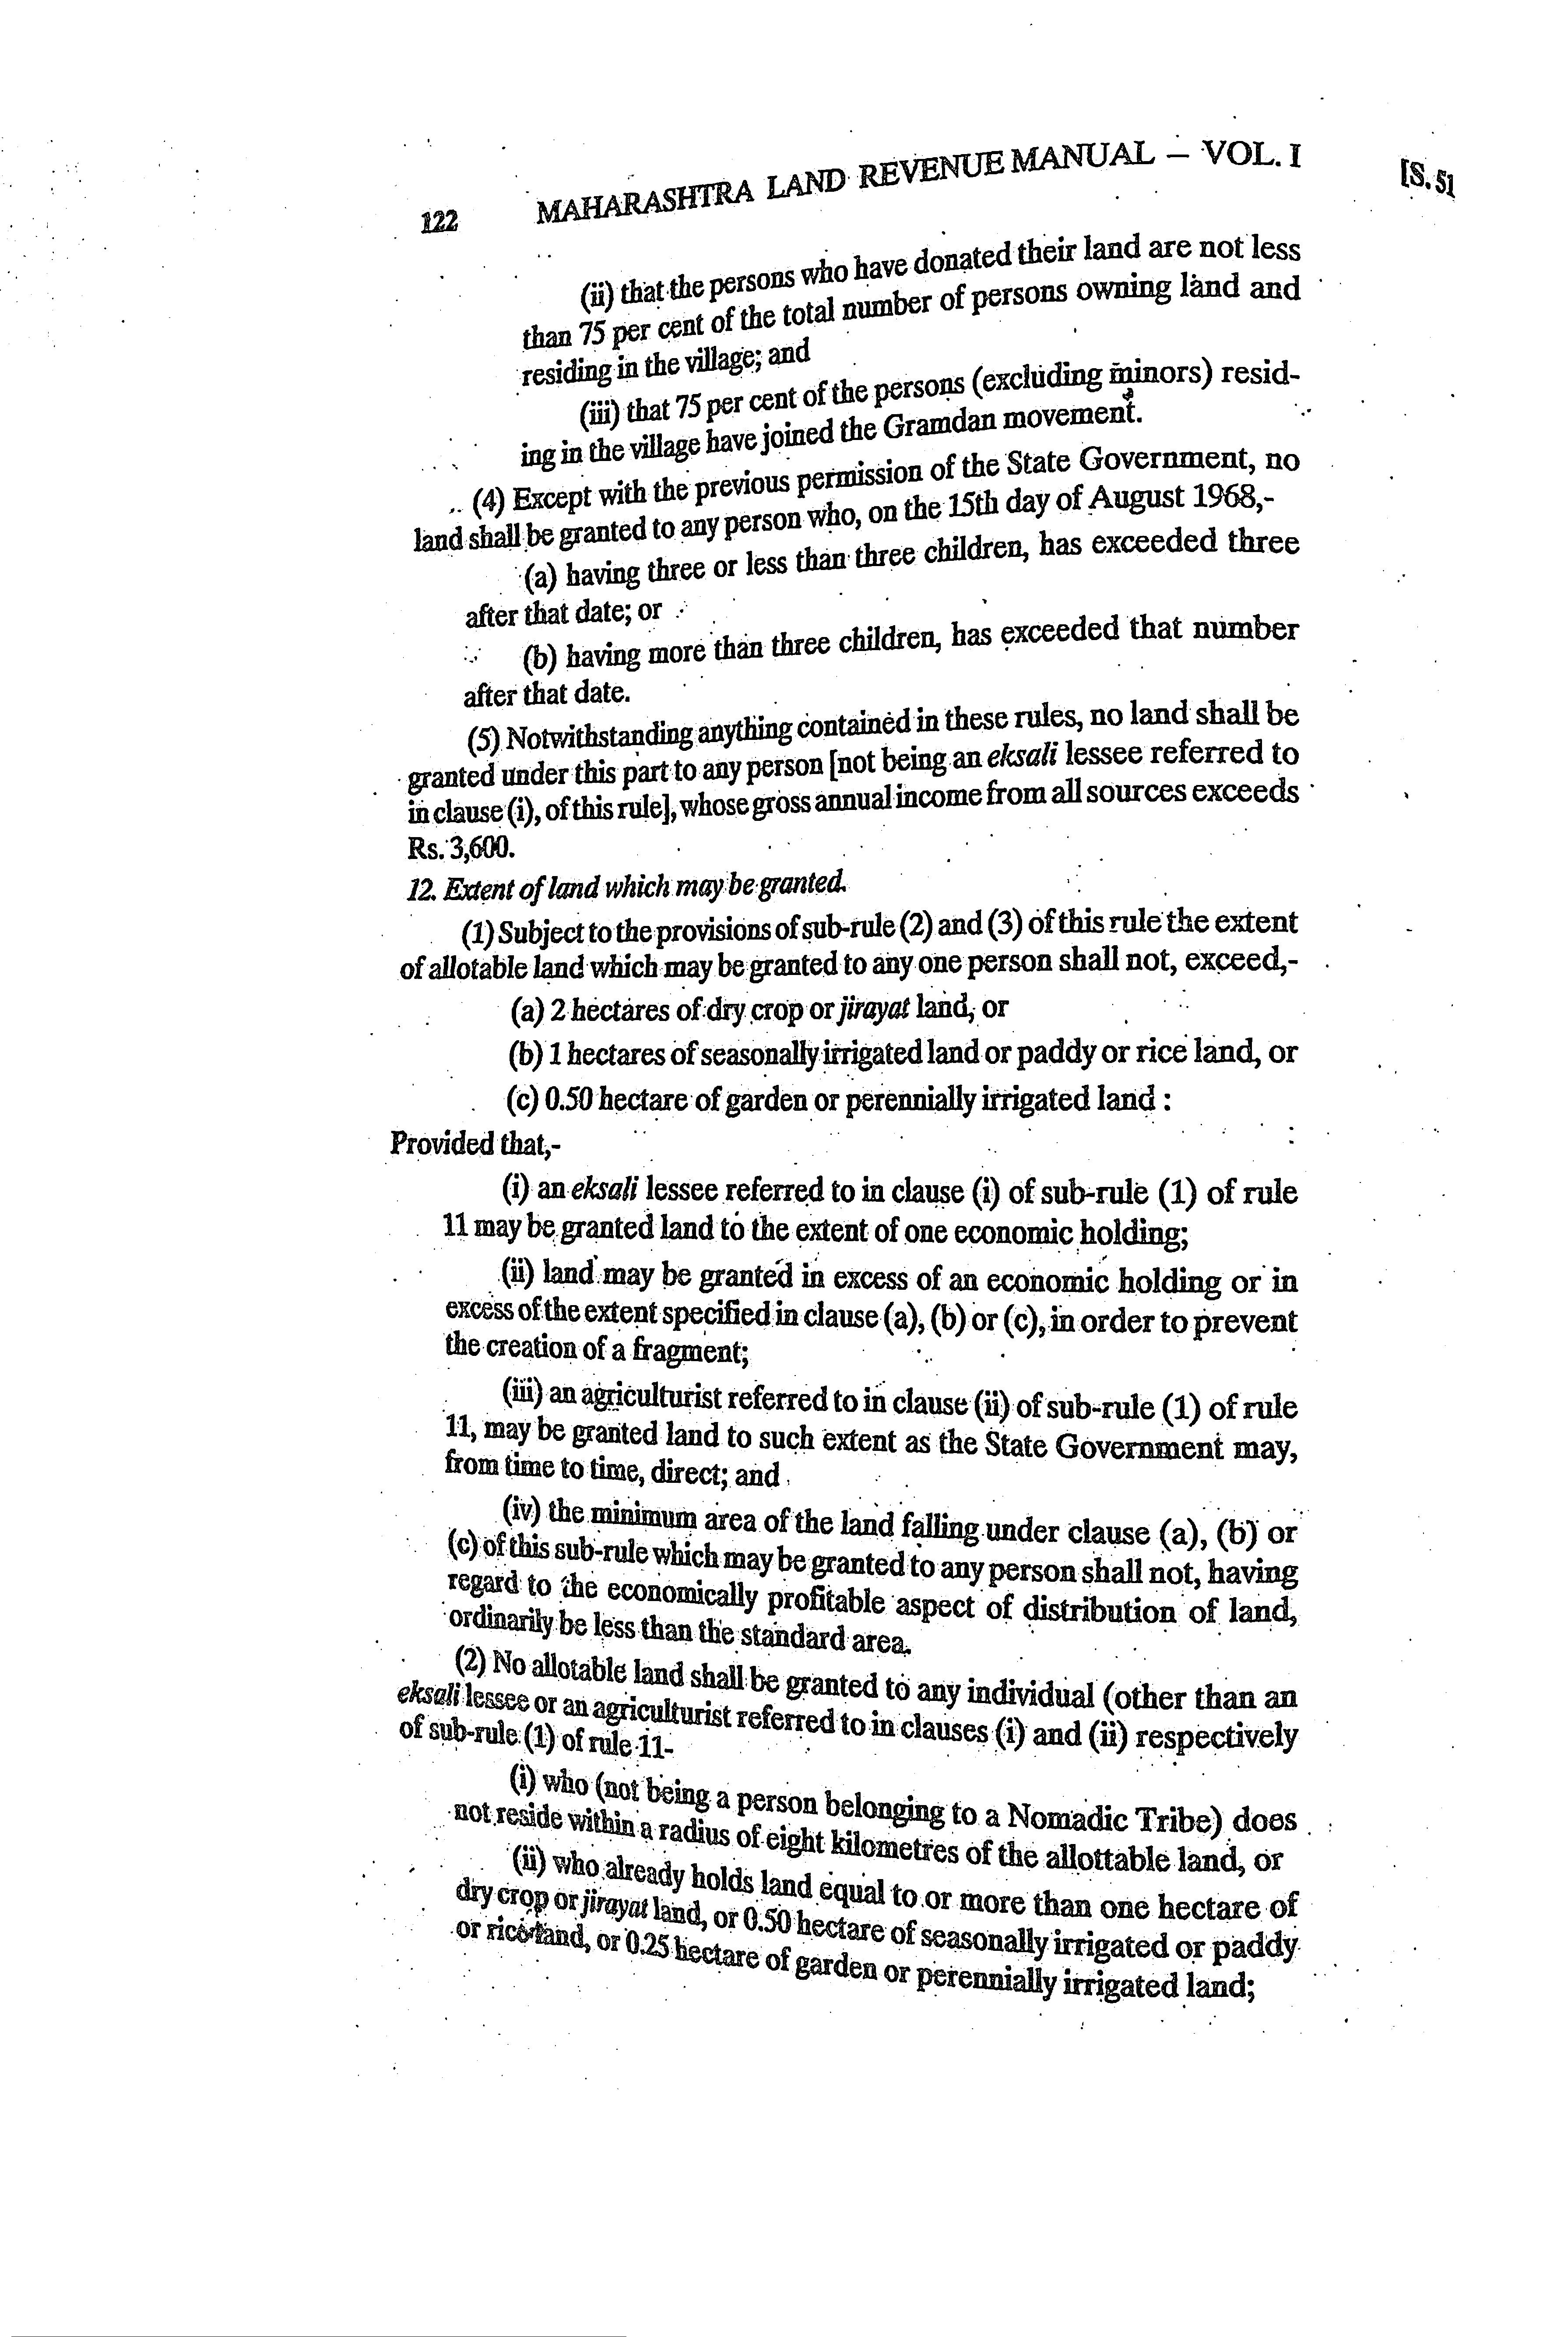 122 MAHARASHTRA LAND REVENUE MANUAL – VOL. I [S. 51
(ii) that the persons who have donated their land are not less
than 75 per cent of the total number of persons owning land and
residing in the village; and
(iii) that 75 per cent of the persons (excluding minors) resid-
ing in the village have joined the Gramdan movement.
(4) Except with the previous permission of the State Government, no
land shall be granted to any person who, on the 15th day of August 1968,-
(a) having three or less than three children, has exceeded three
after that date; or
(b) having more than three children, has exceeded that number
after that date.
(5) Notwithstanding anything contained in these rules, no land shall be
granted under this part to any person [not being an eksali lessee referred to
in clause (i), of this rule], whose gross annual income from all sources exceeds
Rs. 3,600.
12. Extent of land which may be granted.
(1) Subject to the provisions of sub-rule (2) and (3) of this rule the extent
of allotable land which may be granted to any one person shall not, exceed,-
(a) 2 hectares of dry crop or jirayat land, or
(b) 1 hectares of seasonally irrigated land or paddy or rice land, or
(c) 0.50 hectare of garden or perennially irrigated land :
Provided that,-
(i) an eksali lessee referred to in clause (i) of sub-rule (1) of rule
11 may be granted land to the extent of one economic holding;
(ii) land may be granted in excess of an economic holding or in
excess of the extent specified in clause (a), (b) or (c), in order to prevent
the creation of a fragment;
(iii) an agriculturist referred to in clause (ii) of sub-rule (1) of rule
11, may be granted land to such extent as the State Government may,
from time to time, direct; and
(iv) the minimum area of the land falling under clause (a), (b) or
(c) of this sub-rule which may be granted to any person shall not, having
regard to the economically profitable aspect of distribution of land,
ordinarily be less than the standard area.
(2) No allotable land shall be granted to any individual (other than an
eksali lessee or an agriculturist referred to in clauses (i) and (ii) respectively
of sub-rule (1) of rule 11-
(i) who (not being a person belonging to a Nomadic Tribe) does
not reside within a radius of eight kilometres of the allottable land, or
(ii) who already holds land equal to or more than one hectare of
dry crop or jirayat land, or 0.50 hectare of seasonally irrigated or paddy
or rice land, or 0.25 hectare of garden or perennially irrigated land;